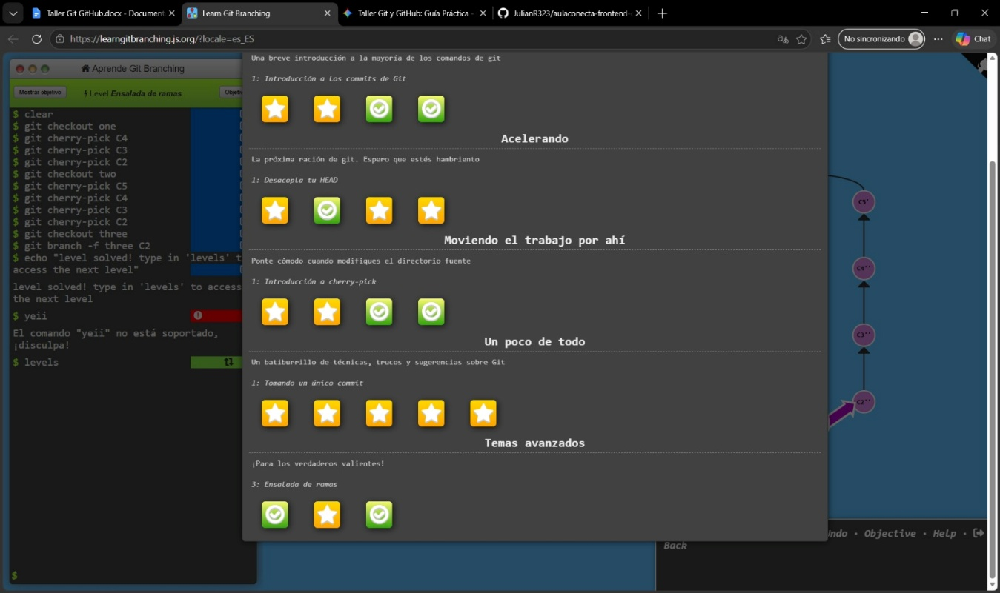 Taller Git GitHub.docx - Document
Learn Git Branching
Taller Git y GitHub: Guía Práctica -
JulianR323/aulaconecta-frontend-
https://learngitbranching.js.org/?locale=es_ES
No sincronizando
Chat
Aprende Git Branching
Mostrar objetivo
Level Ensalada de ramas
$ clear
$ git checkout one
$ git cherry-pick C4
$ git cherry-pick C3
$ git cherry-pick C2
$ git checkout two
$ git cherry-pick C5
$ git cherry-pick C4
$ git cherry-pick C3
$ git cherry-pick C2
$ git checkout three
$ git branch -f three C2
$ echo "level solved! type in 'levels' t
access the next level"
level solved! type in 'levels' to access
the next level
$ yeii
El comando "yeii" no está soportado,
¡disculpa!
$ levels
$
Una breve introducción a la mayoría de los comandos de git
1: Introducción a los commits de Git
Acelerando
La próxima ración de git. Espero que estés hambriento
1: Desacopla tu HEAD
Moviendo el trabajo por ahí
Ponte cómodo cuando modifiques el directorio fuente
1: Introducción a cherry-pick
Un poco de todo
Un batiburrillo de técnicas, trucos y sugerencias sobre Git
1: Tomando un único commit
Temas avanzados
¡Para los verdaderos valientes!
3: Ensalada de ramas
C5'
C4''
C3''
C2''
ndo · Objective · Help ·
Back